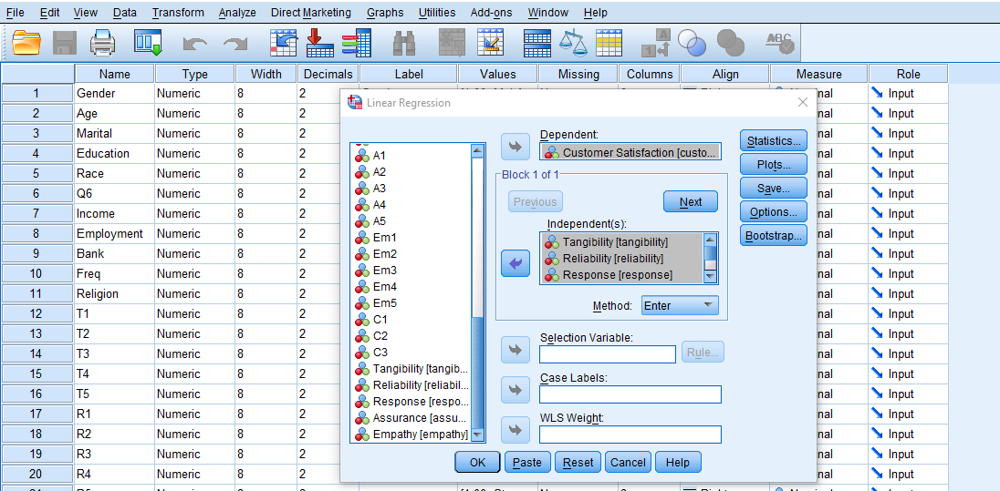 File Edit View Data Transform Analyze Direct Marketing Graphs Utilities Add-ons Window Help
A
1
ABC
Name Type Width Decimals Label Values Missing Columns Align Measure Role
1 Gender Numeric 8 2 Input
2 Age Numeric 8 2 nal Input
3 Marital Numeric 8 2 nal Input
4 Education Numeric 8 2 nal Input
5 Race Numeric 8 2 nal Input
6 Q6 Numeric 8 2 nal Input
7 Income Numeric 8 2 nal Input
8 Employment Numeric 8 2 nal Input
9 Bank Numeric 8 2 nal Input
10 Freq Numeric 8 2 nal Input
11 Religion Numeric 8 2 nal Input
12 T1 Numeric 8 2 nal Input
13 T2 Numeric 8 2 nal Input
14 T3 Numeric 8 2 nal Input
15 T4 Numeric 8 2 nal Input
16 T5 Numeric 8 2 nal Input
17 R1 Numeric 8 2 nal Input
18 R2 Numeric 8 2 nal Input
19 R3 Numeric 8 2 nal Input
20 R4 Numeric 8 2 nal Input
Linear Regression
A1
A2
A3
A4
A5
Em1
Em2
Em3
Em4
Em5
C1
C2
C3
Tangibility [tangib...
Reliability [reliabil...
Response [respo...
Assurance [assu...
Empathy [empathy]
Dependent:
Customer Satisfaction [custo...
Block 1 of 1
Previous Next
Independent(s):
Tangibility [tangibility]
Reliability [reliability]
Response [response]
Method: Enter
Selection Variable:
Rule...
Case Labels:
WLS Weight:
Statistics...
Plots...
Save...
Options...
Bootstrap...
OK Paste Reset Cancel Help